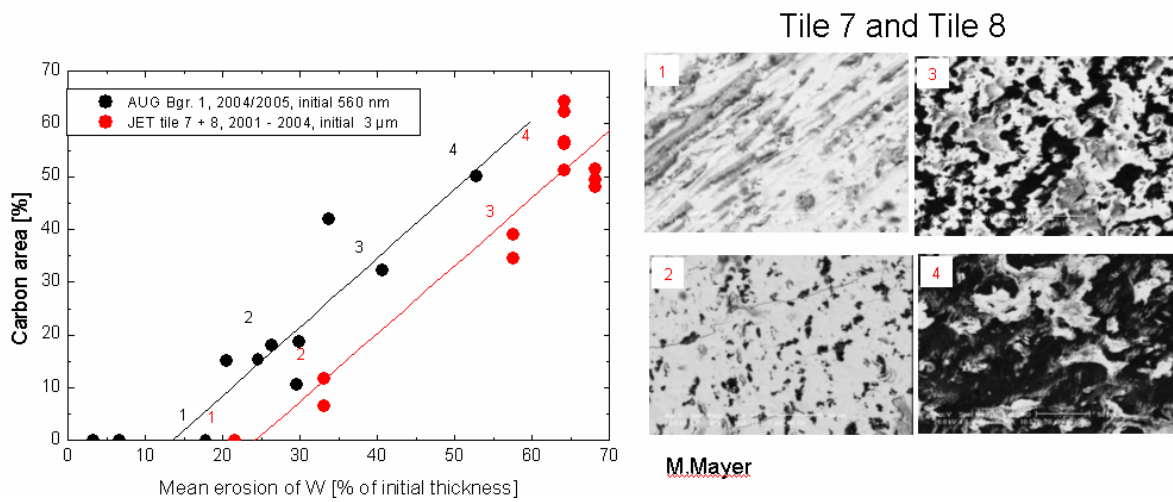 Tile 7 and Tile 8
70
60
50
40
30
20
10
0
Carbon area [%]
AUG Bgr. 1, 2004/2005, initial 560 nm
JET tile 7 + 8, 2001 - 2004, initial 3 µm
1
2
3
4
1
2
3
4
0 10 20 30 40 50 60 70
Mean erosion of W [% of initial thickness]
1
3
2
4
M.Mayer